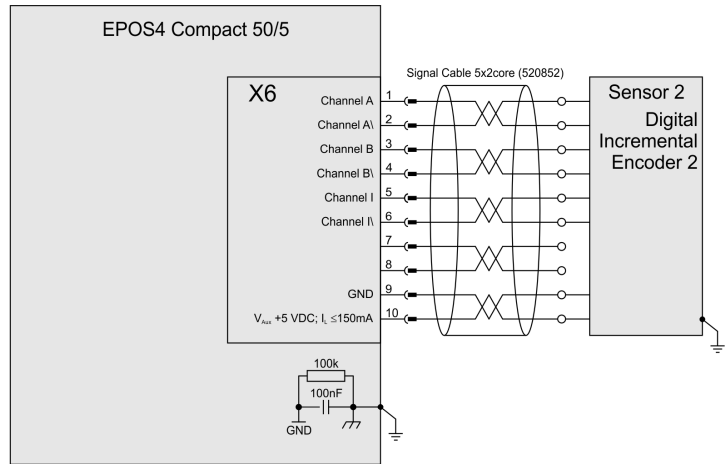 EPOS4 Compact 50/5
Signal Cable 5x2core (520852)
X6
Channel A 1
Channel A\ 2
Channel B 3
Channel B\ 4
Channel I 5
Channel I\ 6
7
8
GND 9
VAux +5 VDC; IL ≤150mA 10
Sensor 2
Digital
Incremental
Encoder 2
100k
100nF
GND